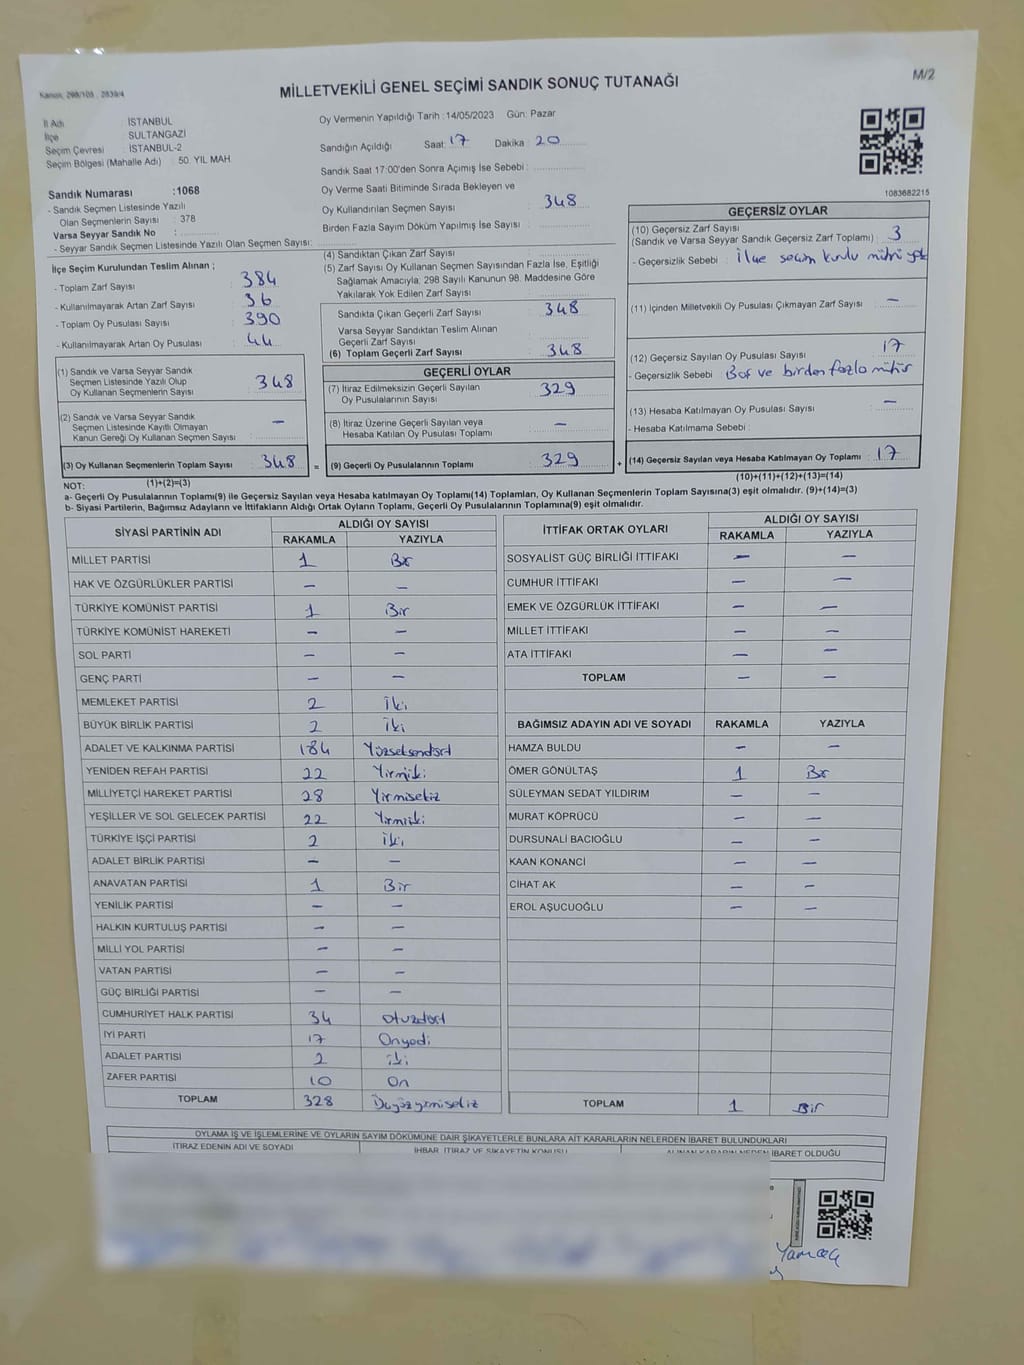 Kanun, 298/105 , 2839/4
MİLLETVEKİLİ GENEL SEÇİMİ SANDIK SONUÇ TUTANAĞI
M/2
İl Adı : İSTANBUL
İlçe : SULTANGAZİ
Seçim Çevresi : İSTANBUL-2
Seçim Bölgesi (Mahalle Adı) : 50. YIL MAH
Sandık Numarası :1068
- Sandık Seçmen Listesinde Yazılı
Olan Seçmenlerin Sayısı : 378
Varsa Seyyar Sandık No :
- Seyyar Sandık Seçmen Listesinde Yazılı Olan Seçmen Sayısı:
Oy Vermenin Yapıldığı Tarih :14/05/2023 Gün: Pazar
Sandığın Açıldığı Saat: 17 Dakika : 20
Sandık Saat 17:00'den Sonra Açımış İse Sebebi :
Oy Verme Saati Bitiminde Sırada Bekleyen ve
Oy Kullandırılan Seçmen Sayısı : 348
Birden Fazla Sayım Döküm Yapılmış İse Sayısı :
1083682215
İlçe Seçim Kurulundan Teslim Alınan ;
- Toplam Zarf Sayısı : 384
- Kullanılmayarak Artan Zarf Sayısı : 36
- Toplam Oy Pusulası Sayısı : 390
- Kullanılmayarak Artan Oy Pusulası : 44
(1) Sandık ve Varsa Seyyar Sandık
Seçmen Listesinde Yazılı Olup
Oy Kullanan Seçmenlerin Sayısı : 348
(2) Sandık ve Varsa Seyyar Sandık
Seçmen Listesinde Kayıtlı Olmayan
Kanun Gereği Oy Kullanan Seçmen Sayısı : —
(3) Oy Kullanan Seçmenlerin Toplam Sayısı : 348
(1)+(2)=(3)
(4) Sandıktan Çıkan Zarf Sayısı :
(5) Zarf Sayısı Oy Kullanan Seçmen Sayısından Fazla İse, Eşitliği
Sağlamak Amacıyla, 298 Sayılı Kanunun 98. Maddesine Göre
Yakılarak Yok Edilen Zarf Sayısı :
Sandıkta Çıkan Geçerli Zarf Sayısı : 348
Varsa Seyyar Sandıktan Teslim Alınan
Geçerli Zarf Sayısı :
(6) Toplam Geçerli Zarf Sayısı : 348
GEÇERLİ OYLAR
(7) İtiraz Edilmeksizin Geçerli Sayılan
Oy Pusulalarının Sayısı : 329
(8) İtiraz Üzerine Geçerli Sayılan veya
Hesaba Katılan Oy Pusulası Toplamı : —
= (9) Geçerli Oy Pusulalarının Toplamı : 329 +
GEÇERSİZ OYLAR
(10) Geçersiz Zarf Sayısı
(Sandık ve Varsa Seyyar Sandık Geçersiz Zarf Toplamı) : 3
- Geçersizlik Sebebi : İlçe seçim kurulu mührü yok
(11) İçinden Milletvekili Oy Pusulası Çıkmayan Zarf Sayısı : —
(12) Geçersiz Sayılan Oy Pusulası Sayısı : 17
- Geçersizlik Sebebi : Boş ve birden fazla mühür
(13) Hesaba Katılmayan Oy Pusulası Sayısı : —
- Hesaba Katılmama Sebebi :
(14) Geçersiz Sayılan veya Hesaba Katılmayan Oy Toplamı : 17
(10)+(11)+(12)+(13)=(14)
NOT:
a- Geçerli Oy Pusulalarının Toplamı(9) ile Geçersiz Sayılan veya Hesaba katılmayan Oy Toplamı(14) Toplamları, Oy Kullanan Seçmenlerin Toplam Sayısına(3) eşit olmalıdır. (9)+(14)=(3)
b- Siyasi Partilerin, Bağımsız Adayların ve İttifakların Aldığı Ortak Oyların Toplamı, Geçerli Oy Pusulalarının Toplamına(9) eşit olmalıdır.
SİYASİ PARTİNİN ADI ALDIĞI OY SAYISI
RAKAMLA YAZIYLA
MİLLET PARTİSİ 1 Bir
HAK VE ÖZGÜRLÜKLER PARTİSİ — —
TÜRKİYE KOMÜNİST PARTİSİ 1 Bir
TÜRKİYE KOMÜNİST HAREKETİ — —
SOL PARTİ — —
GENÇ PARTİ — —
MEMLEKET PARTİSİ 2 İki
BÜYÜK BİRLİK PARTİSİ 2 İki
ADALET VE KALKINMA PARTİSİ 184 Yüzseksendört
YENİDEN REFAH PARTİSİ 22 Yirmiiki
MİLLİYETÇİ HAREKET PARTİSİ 28 Yirmisekiz
YEŞİLLER VE SOL GELECEK PARTİSİ 22 Yirmiiki
TÜRKİYE İŞÇİ PARTİSİ 2 iki
ADALET BİRLİK PARTİSİ — —
ANAVATAN PARTİSİ 1 Bir
YENİLİK PARTİSİ — —
HALKIN KURTULUŞ PARTİSİ — —
MİLLİ YOL PARTİSİ — —
VATAN PARTİSİ — —
GÜÇ BİRLİĞİ PARTİSİ — —
CUMHURİYET HALK PARTİSİ 34 otuzdört
İYİ PARTİ 17 Onyedi
ADALET PARTİSİ 2 iki
ZAFER PARTİSİ 10 On
TOPLAM 328 Üçyüzyirmisekiz
İTTİFAK ORTAK OYLARI ALDIĞI OY SAYISI
RAKAMLA YAZIYLA
SOSYALİST GÜÇ BİRLİĞİ İTTİFAKI — —
CUMHUR İTTİFAKI — —
EMEK VE ÖZGÜRLÜK İTTİFAKI — —
MİLLET İTTİFAKI — —
ATA İTTİFAKI — —
TOPLAM — —
BAĞIMSIZ ADAYIN ADI VE SOYADI RAKAMLA YAZIYLA
HAMZA BULDU — —
ÖMER GÖNÜLTAŞ 1 Bir
SÜLEYMAN SEDAT YILDIRIM — —
MURAT KÖPRÜCÜ — —
DURSUNALİ BACIOĞLU — —
KAAN KONANCİ — —
CİHAT AK — —
EROL AŞUCUOĞLU — —
TOPLAM 1 Bir
OYLAMA İŞ VE İŞLEMLERİNE VE OYLARIN SAYIM DÖKÜMÜNE DAİR ŞİKAYETLERLE BUNLARA AİT KARARLARIN NELERDEN İBARET BULUNDUKLARI
İTİRAZ EDENİN ADI VE SOYADI İHBAR, İTİRAZ VE ŞİKAYETİN KONUSU ALINAN KARARIN NEDEN İBARET OLDUĞU